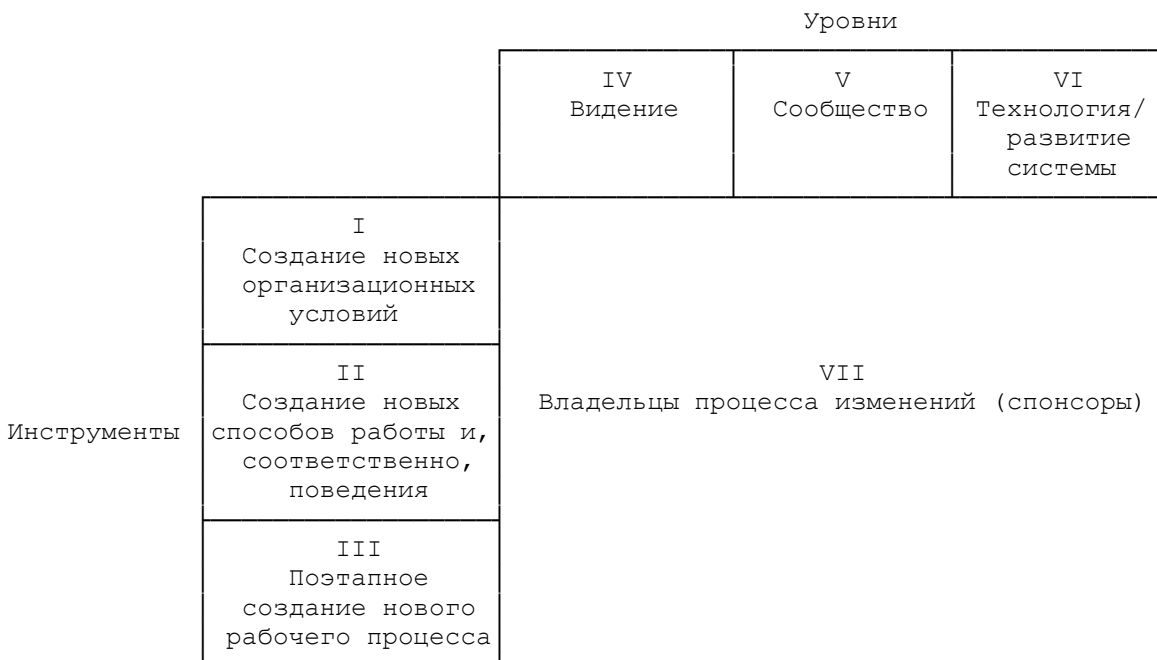 Уровни
IV V VI
Видение Сообщество Технология/
развитие
системы
I
Создание новых
организационных
условий
II VII
Создание новых Владельцы процесса изменений (спонсоры)
Инструменты способов работы и,
соответственно,
поведения
III
Поэтапное
создание нового
рабочего процесса